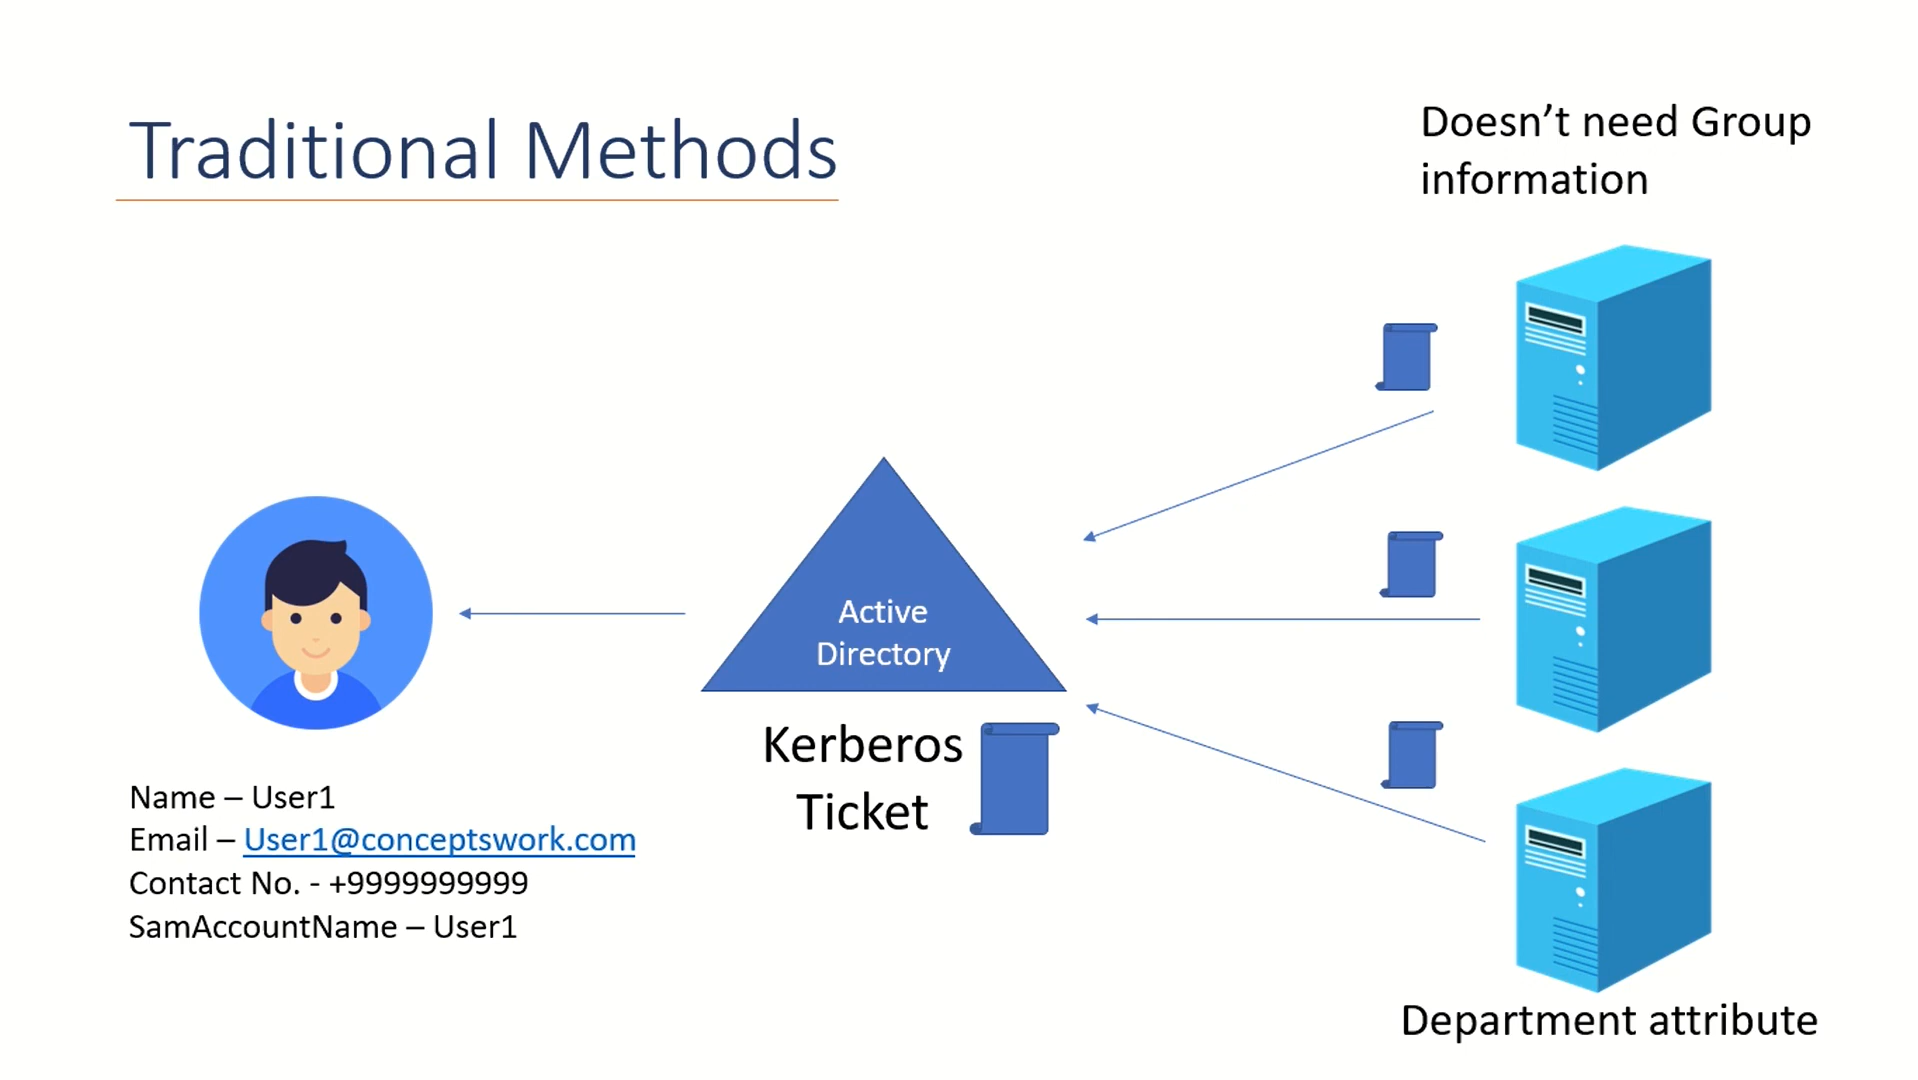 Traditional Methods
Doesn’t need Group
information
Active
Directory
Kerberos
Ticket
Name – User1
Email – User1@conceptswork.com
Contact No. - +9999999999
SamAccountName – User1
Department attribute